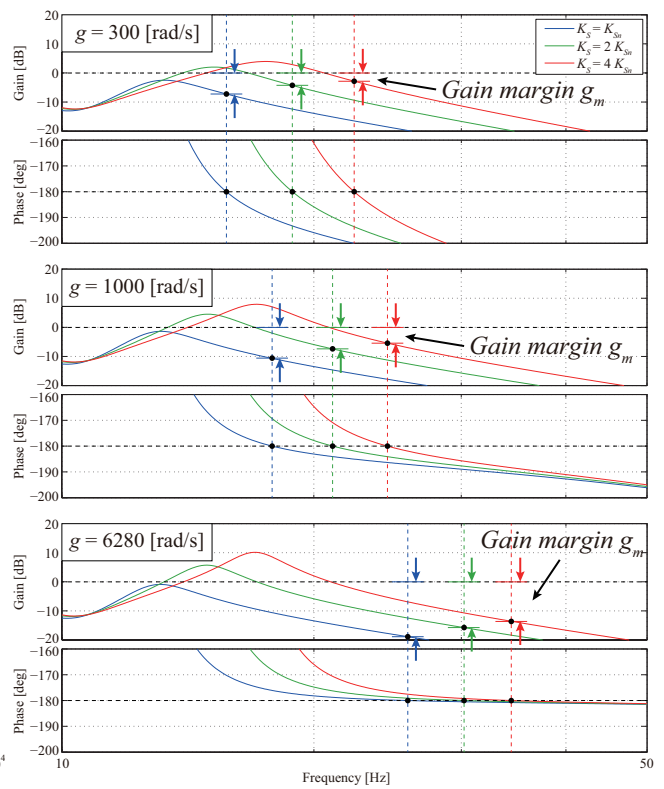 g = 300 [rad/s]
K_S = K_Sn
K_S = 2 K_Sn
K_S = 4 K_Sn
Gain margin g_m
Gain [dB]
20
10
0
−10
−20
Phase [deg]
−160
−170
−180
−190
−200
g = 1000 [rad/s]
Gain margin g_m
Gain [dB]
20
10
0
−10
−20
Phase [deg]
−160
−170
−180
−190
−200
g = 6280 [rad/s]
Gain margin g_m
Gain [dB]
20
10
0
−10
−20
Phase [deg]
−160
−170
−180
−190
−200
4
10
50
Frequency [Hz]